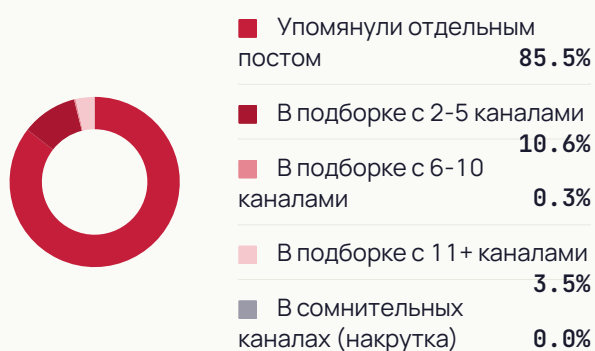 Упомянули отдельным
постом 85.5%
В подборке с 2-5 каналами
10.6%
В подборке с 6-10
каналами 0.3%
В подборке с 11+ каналами
3.5%
В сомнительных
каналах (накрутка) 0.0%